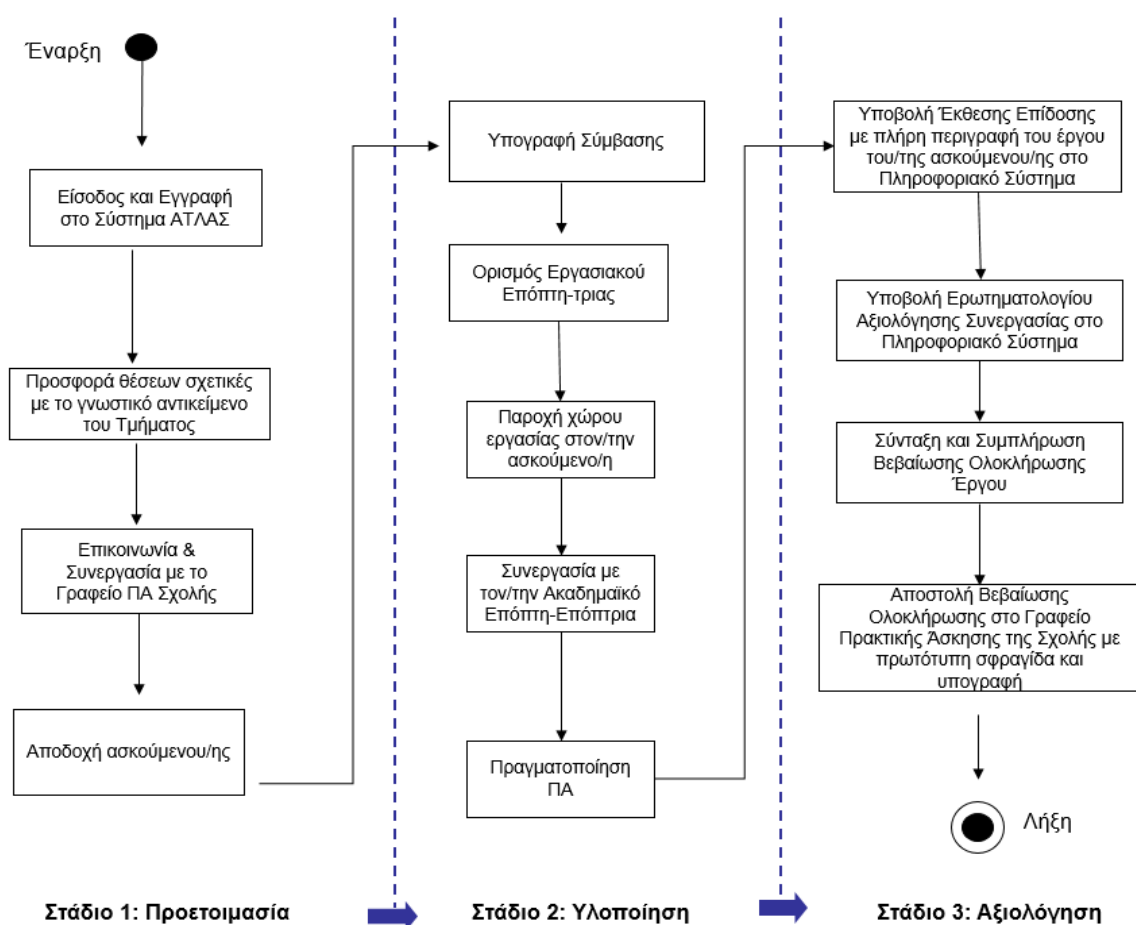 Έναρξη
Είσοδος και Εγγραφή
στο Σύστημα ΑΤΛΑΣ
Προσφορά θέσεων σχετικές
με το γνωστικό αντικείμενο
του Τμήματος
Επικοινωνία &
Συνεργασία με το
Γραφείο ΠΑ Σχολής
Αποδοχή ασκούμενου/ης
Στάδιο 1: Προετοιμασία
Υπογραφή Σύμβασης
Ορισμός Εργασιακού
Επόπτη-τριας
Παροχή χώρου
εργασίας στον/την
ασκούμενο/η
Συνεργασία με
τον/την Ακαδημαϊκό
Επόπτη-Επόπτρια
Πραγματοποίηση
ΠΑ
Στάδιο 2: Υλοποίηση
Υποβολή Έκθεσης Επίδοσης
με πλήρη περιγραφή του έργου
του/της ασκούμενου/ης στο
Πληροφοριακό Σύστημα
Υποβολή Ερωτηματολογίου
Αξιολόγησης Συνεργασίας στο
Πληροφοριακό Σύστημα
Σύνταξη και Συμπλήρωση
Βεβαίωσης Ολοκλήρωσης
Έργου
Αποστολή Βεβαίωσης
Ολοκλήρωσης στο Γραφείο
Πρακτικής Άσκησης της Σχολής με
πρωτότυπη σφραγίδα και
υπογραφή
Λήξη
Στάδιο 3: Αξιολόγηση